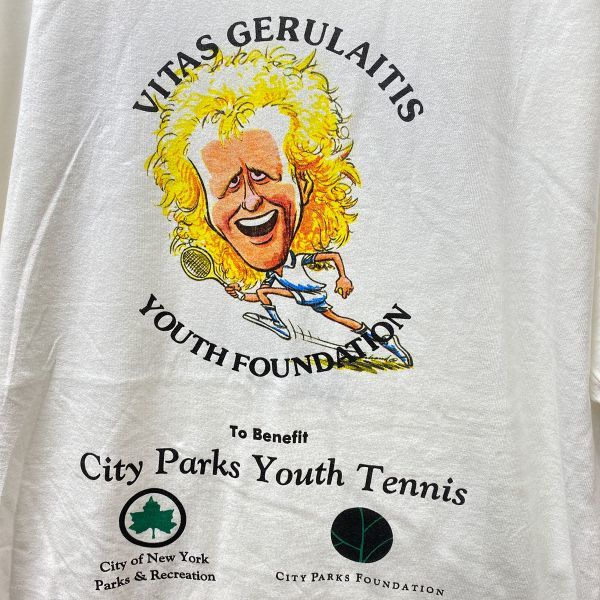 VITAS GERULAITIS
YOUTH FOUNDATION
To Benefit
City Parks Youth Tennis
City of New York
Parks & Recreation
CITY PARKS FOUNDATION